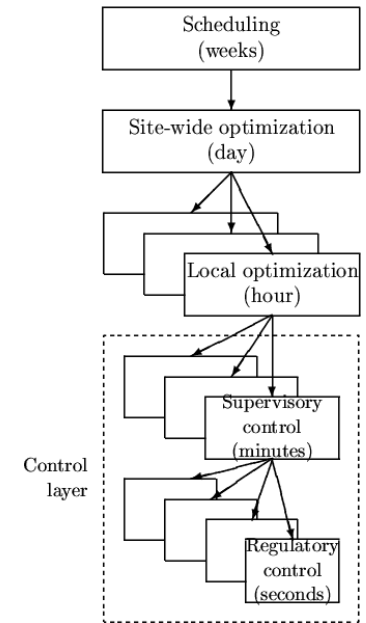 Scheduling
(weeks)
Site-wide optimization
(day)
Local optimization
(hour)
Supervisory
control
(minutes)
Control
layer
Regulatory
control
(seconds)